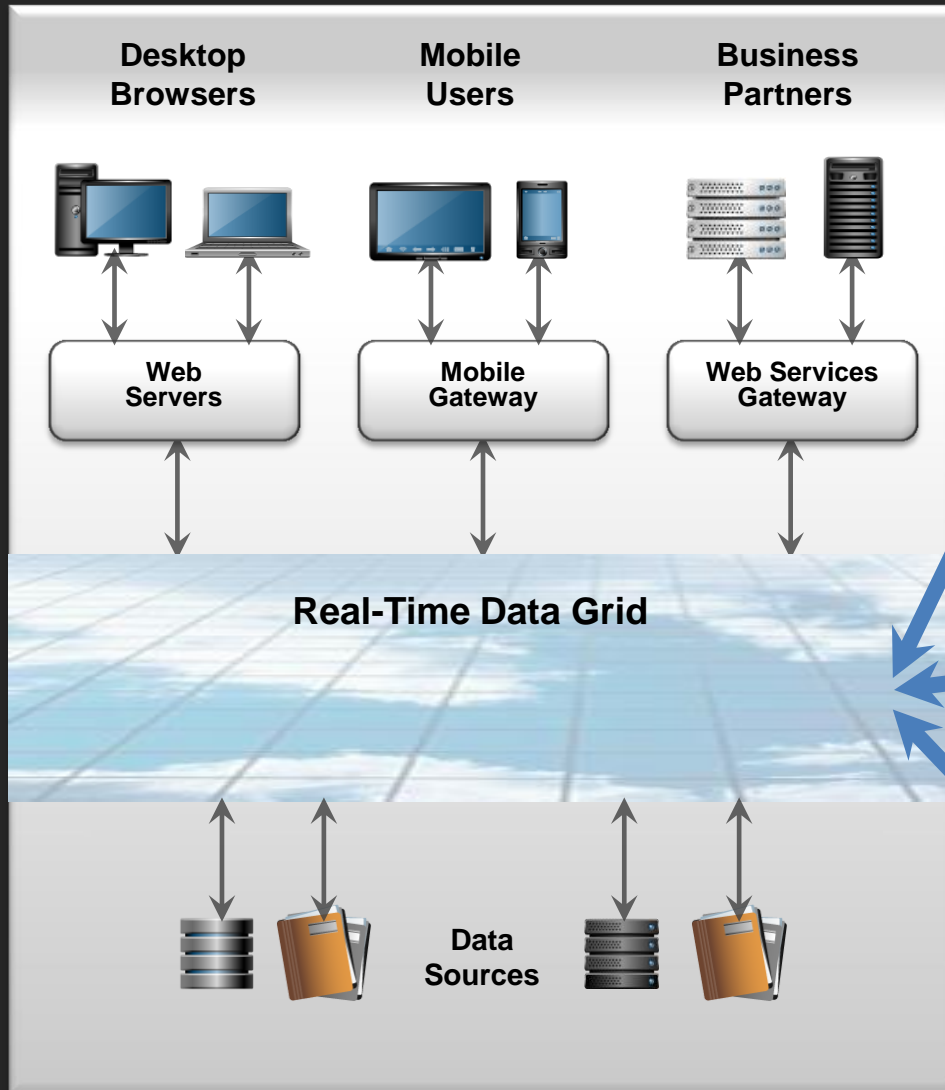 Desktop
Browsers
Mobile
Users
Business
Partners
Web
Servers
Mobile
Gateway
Web Services
Gateway
Real-Time Data Grid
Data
Sources